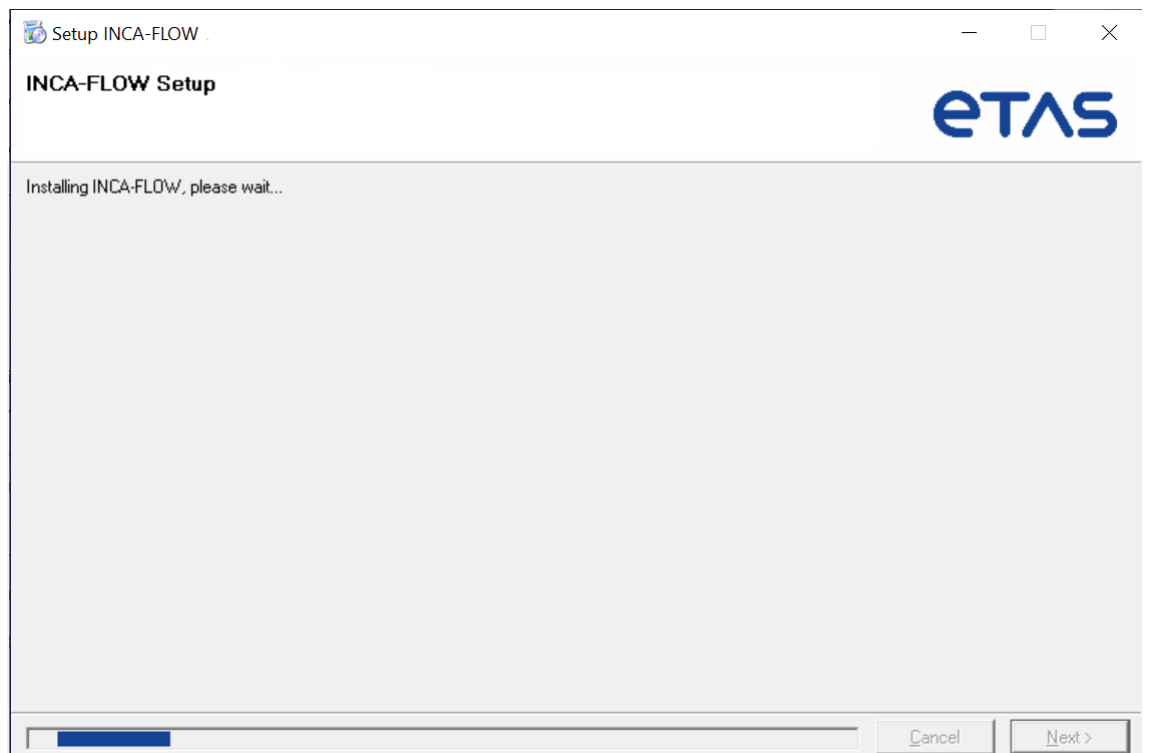 Setup INCA-FLOW
INCA-FLOW Setup
eTAS
Installing INCA-FLOW, please wait...
Cancel
Next >